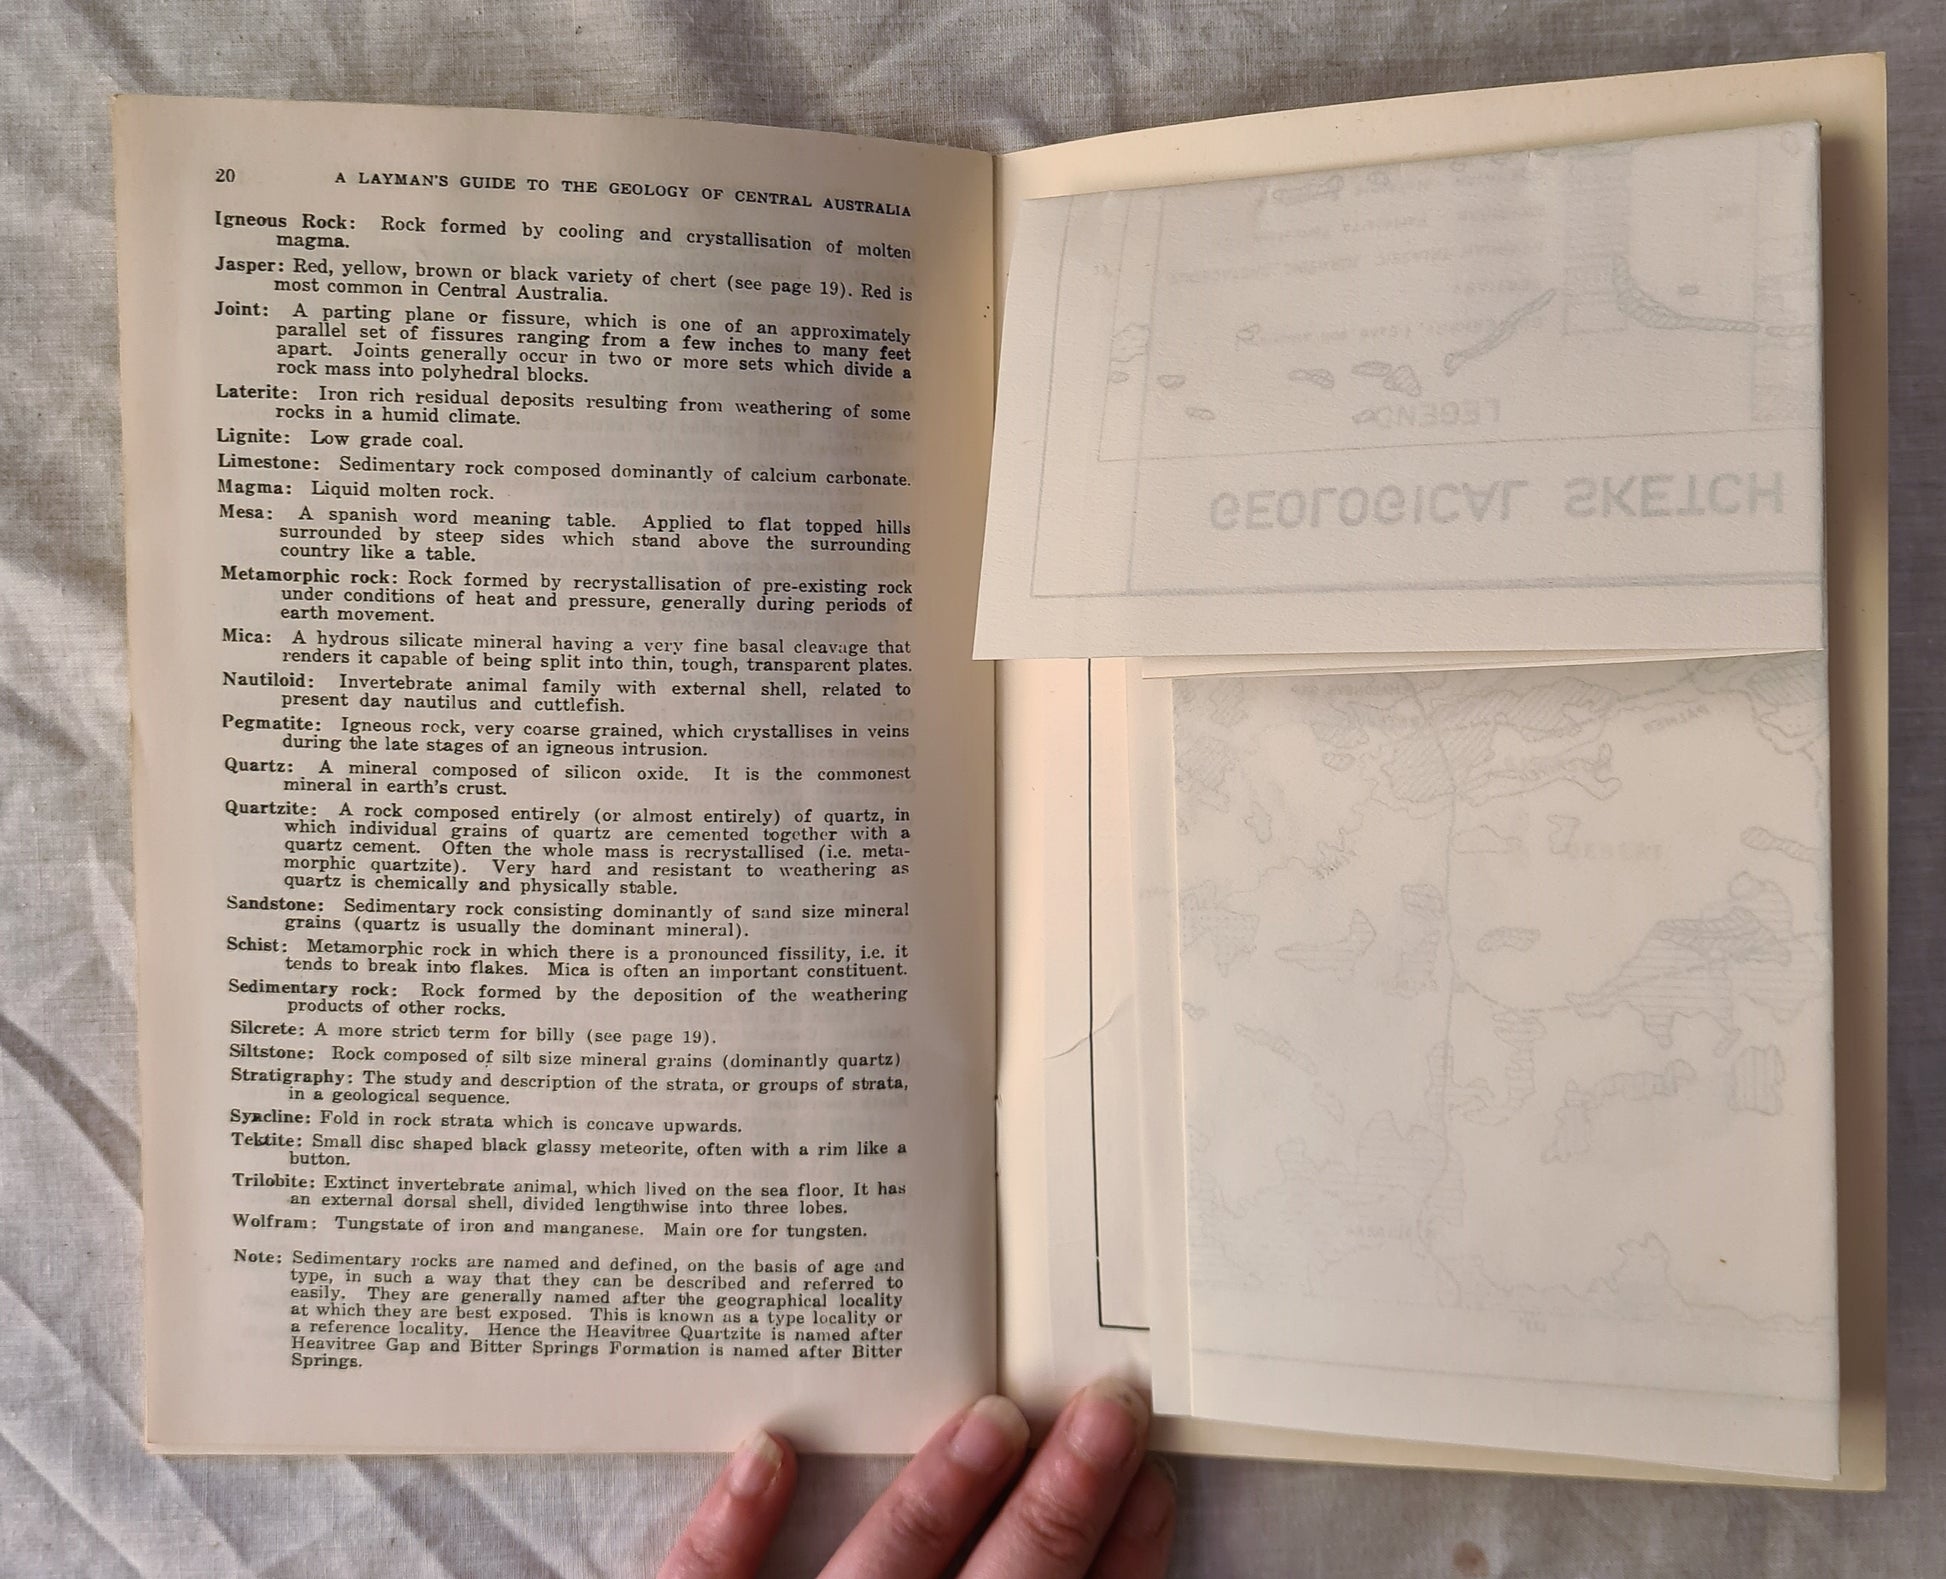 20 A LAYMAN'S GUIDE TO THE GEOLOGY OF CENTRAL AUSTRALIA
Igneous Rock: Rock formed by cooling and crystallisation of molten
magma.
Jasper: Red, yellow, brown or black variety of chert (see page 19). Red is
most common in Central Australia.
Joint: A parting plane or fissure, which is one of an approximately
parallel set of fissures ranging from a few inches to many feet
apart. Joints generally occur in two or more sets which divide a
rock mass into polyhedral blocks.
Laterite: Iron rich residual deposits resulting from weathering of some
rocks in a humid climate.
Lignite: Low grade coal.
Limestone: Sedimentary rock composed dominantly of calcium carbonate.
Magma: Liquid molten rock.
Mesa: A spanish word meaning table. Applied to flat topped hills
surrounded by steep sides which stand above the surrounding
country like a table.
Metamorphic rock: Rock formed by recrystallisation of pre-existing rock
under conditions of heat and pressure, generally during periods of
earth movement.
Mica: A hydrous silicate mineral having a very fine basal cleavage that
renders it capable of being split into thin, tough, transparent plates.
Nautiloid: Invertebrate animal family with external shell, related to
present day nautilus and cuttlefish.
Pegmatite: Igneous rock, very coarse grained, which crystallises in veins
during the late stages of an igneous intrusion.
Quartz: A mineral composed of silicon oxide. It is the commonest
mineral in earth's crust.
Quartzite: A rock composed entirely (or almost entirely) of quartz, in
which individual grains of quartz are cemented together with a
quartz cement. Often the whole mass is recrystallised (i.e. meta-
morphic quartzite). Very hard and resistant to weathering as
quartz is chemically and physically stable.
Sandstone: Sedimentary rock consisting dominantly of sand size mineral
grains (quartz is usually the dominant mineral).
Schist: Metamorphic rock in which there is a pronounced fissility, i.e. it
tends to break into flakes. Mica is often an important constituent.
Sedimentary rock: Rock formed by the deposition of the weathering
products of other rocks.
Silcrete: A more strict term for billy (see page 19).
Siltstone: Rock composed of silt size mineral grains (dominantly quartz)
Stratigraphy: The study and description of the strata, or groups of strata,
in a geological sequence.
Syncline: Fold in rock strata which is concave upwards.
Tektite: Small disc shaped black glassy meteorite, often with a rim like a
button.
Trilobite: Extinct invertebrate animal, which lived on the sea floor. It has
an external dorsal shell, divided lengthwise into three lobes.
Wolfram: Tungstate of iron and manganese. Main ore for tungsten.
Note: Sedimentary rocks are named and defined, on the basis of age and
type, in such a way that they can be described and referred to
easily. They are generally named after the geographical locality
at which they are best exposed. This is known as a type locality or
a reference locality. Hence the Heavitree Quartzite is named after
Heavitree Gap and Bitter Springs Formation is named after Bitter
Springs.
LEGEND
GEOLOGICAL SKETCH